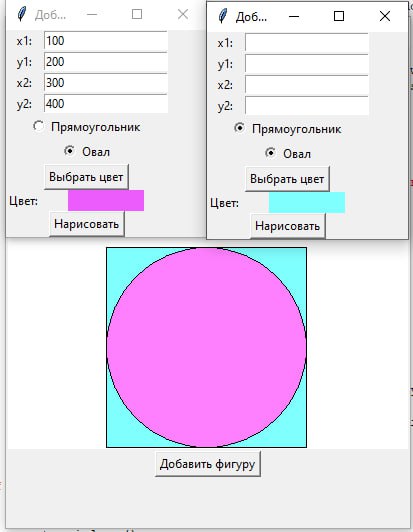 Доб...
x1: 100
y1: 200
x2: 300
y2: 400
Прямоугольник
Овал
Выбрать цвет
Цвет:
Нарисовать
Доб...
x1:
y1:
x2:
y2:
Прямоугольник
Овал
Выбрать цвет
Цвет:
Нарисовать
Добавить фигуру